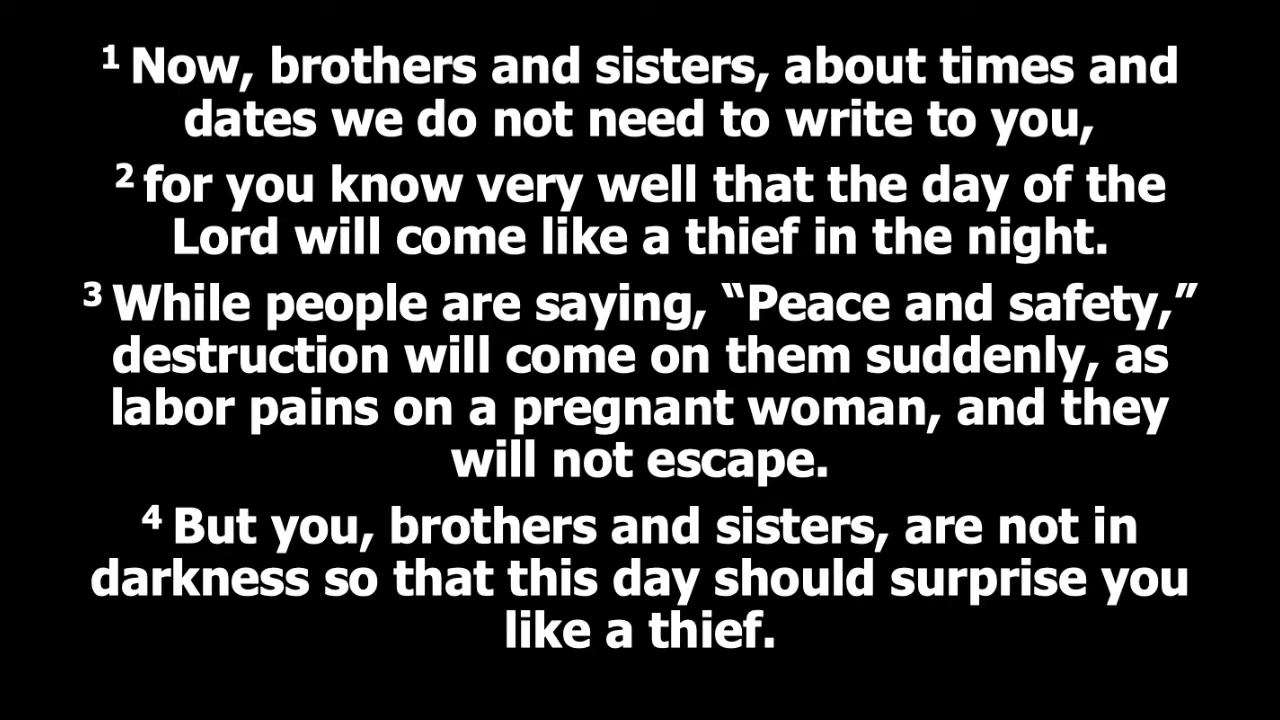 1 Now, brothers and sisters, about times and
dates we do not need to write to you,
2 for you know very well that the day of the
Lord will come like a thief in the night.
3 While people are saying, “Peace and safety,”
destruction will come on them suddenly, as
labor pains on a pregnant woman, and they
will not escape.
4 But you, brothers and sisters, are not in
darkness so that this day should surprise you
like a thief.